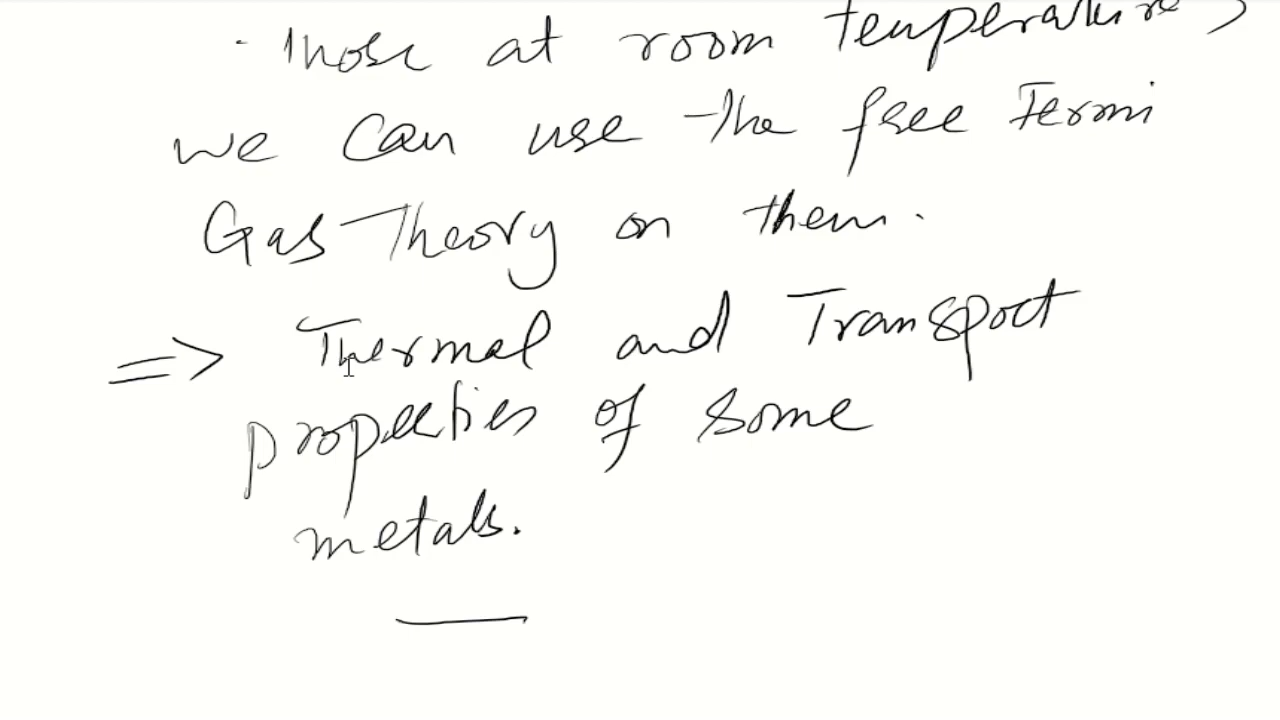 . Those at room temperature,
we can use the free Fermi
Gas Theory on them.
=> Thermal and Transport
properties of some
metals.